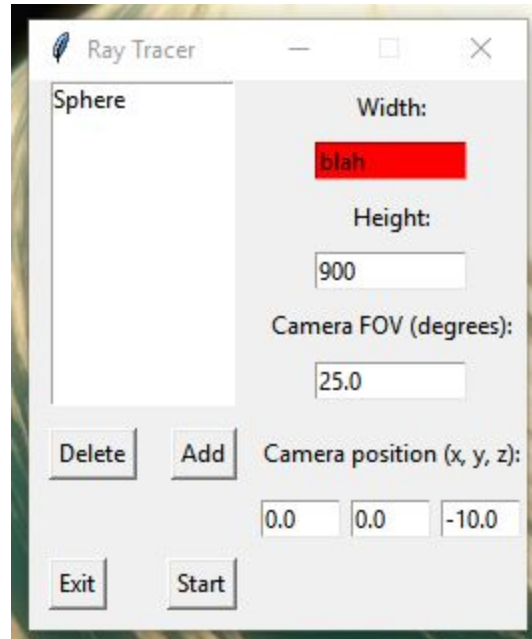 Ray Tracer
Sphere
Width:
blah
Height:
900
Camera FOV (degrees):
25.0
Delete Add
Camera position (x, y, z):
0.0 0.0 -10.0
Exit Start